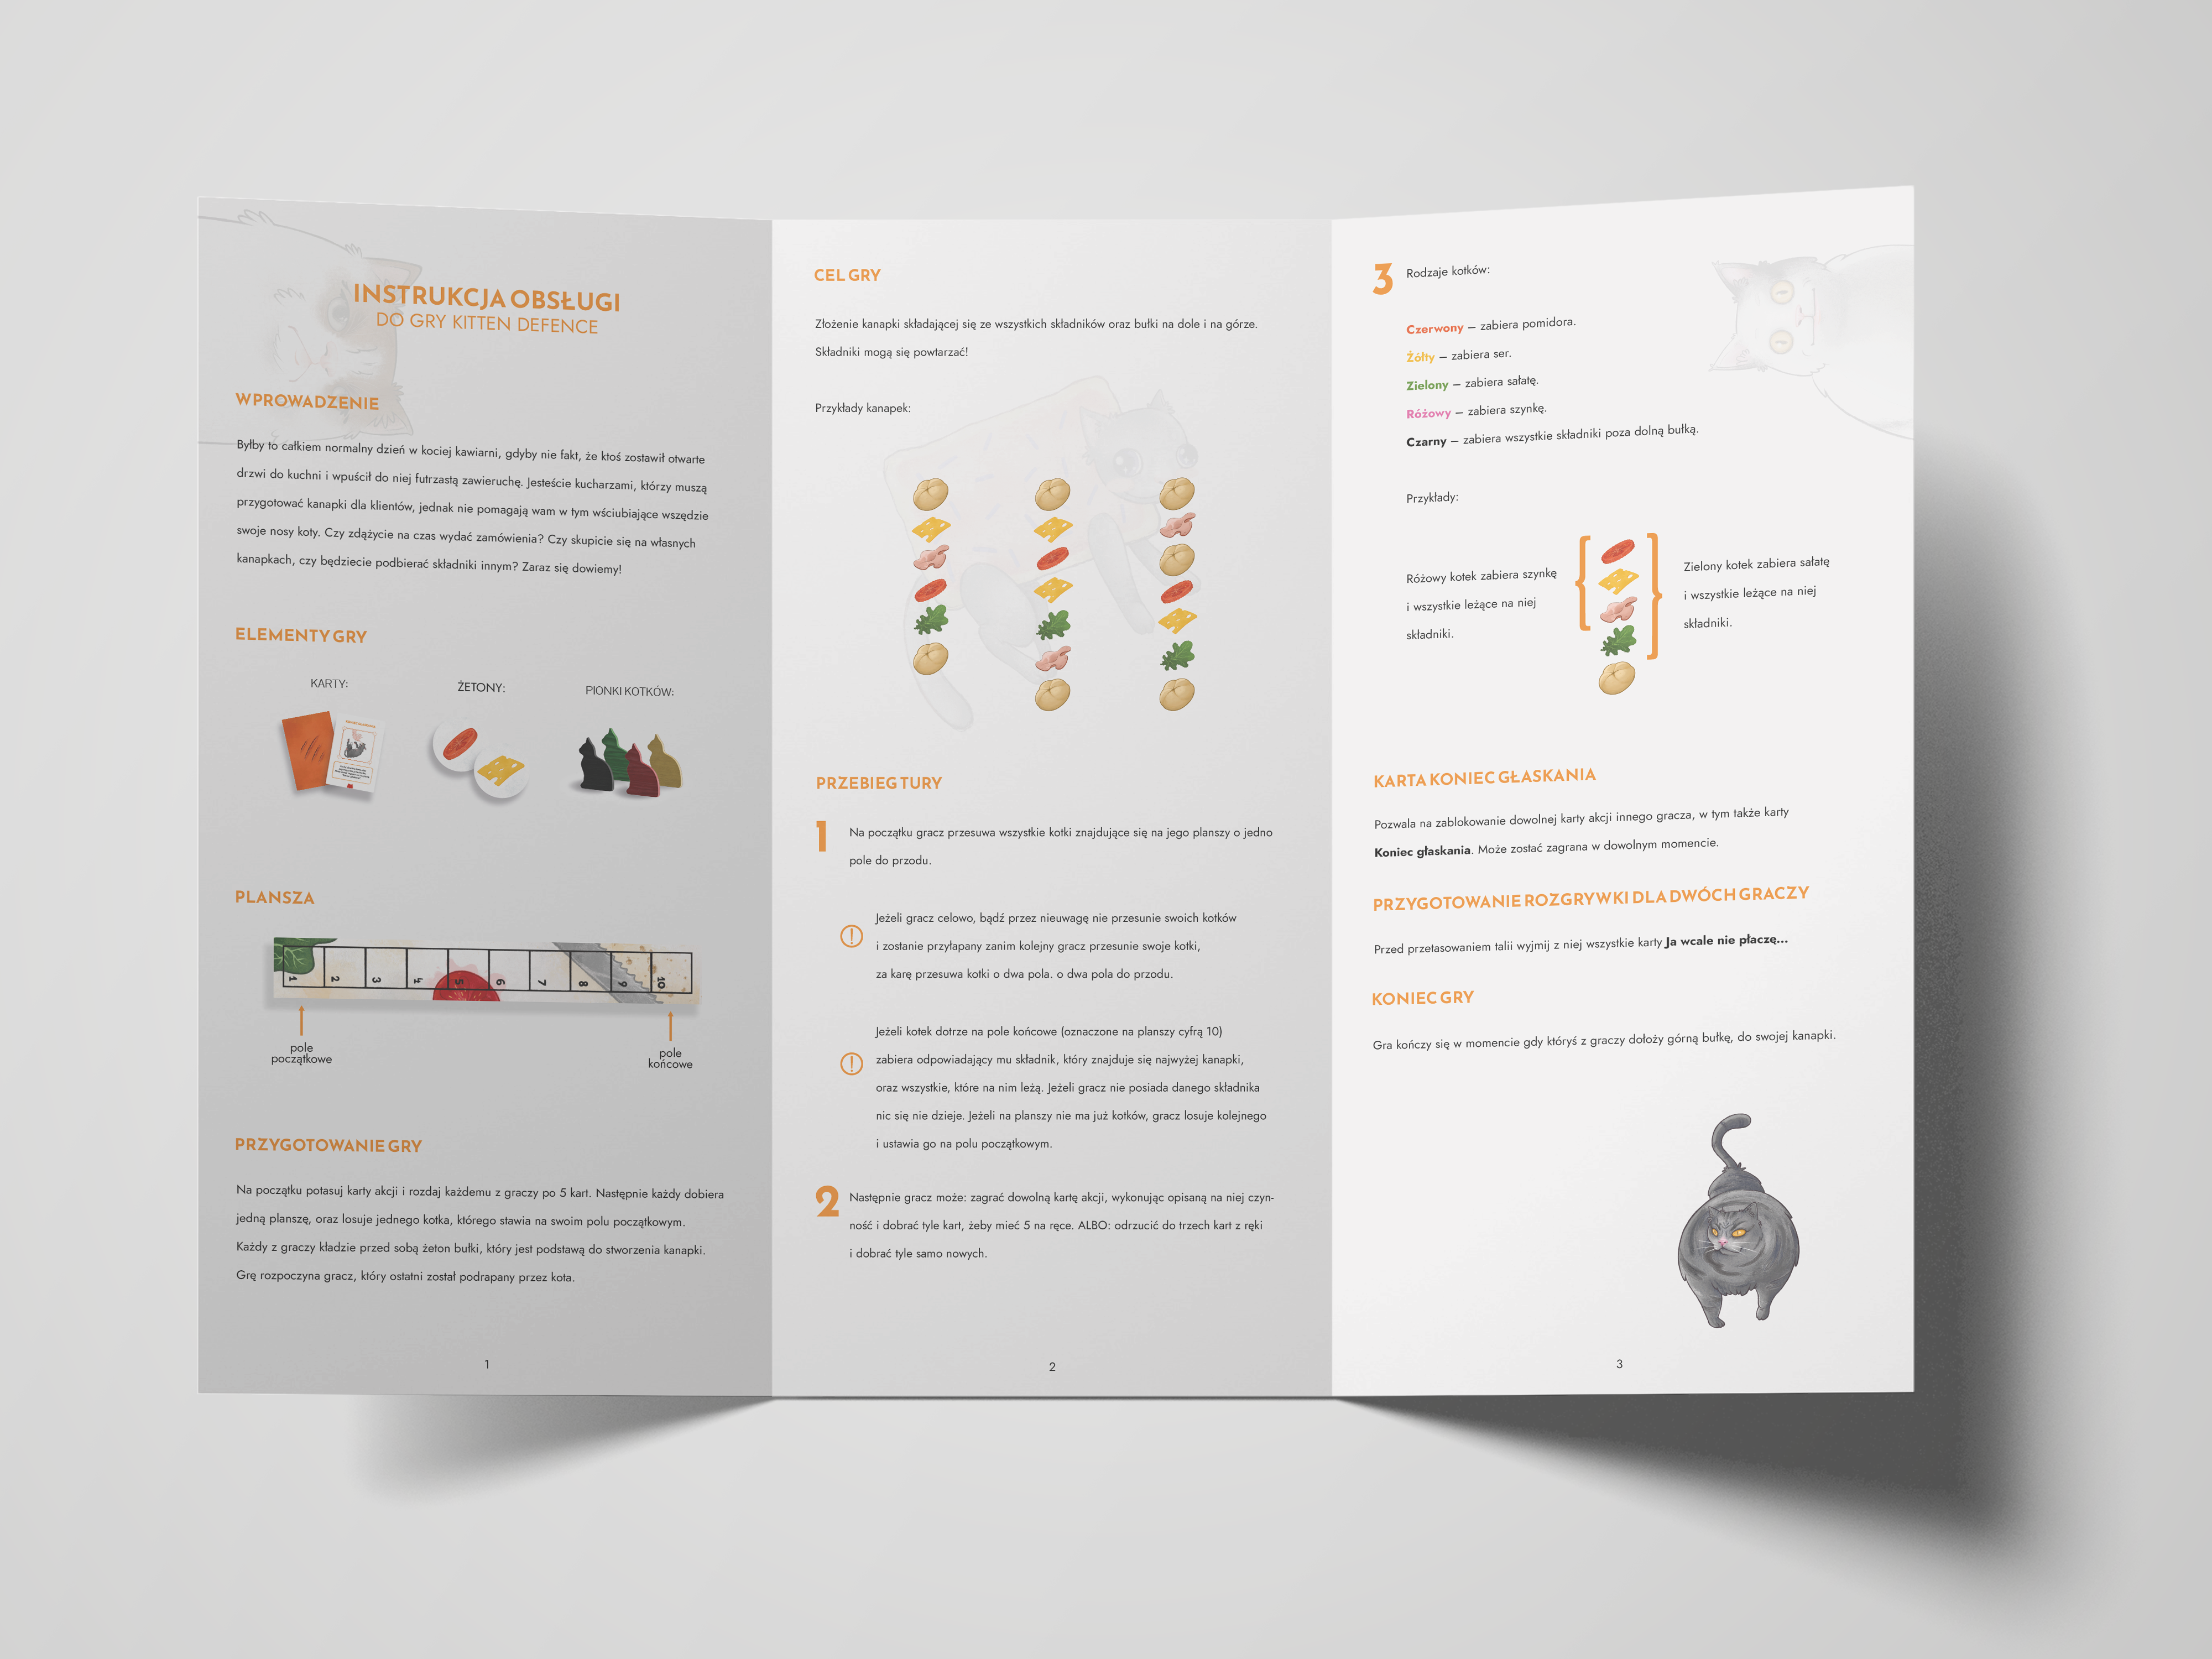 INSTRUKCJA OBSŁUGI
DO GRY KITTEN DEFENCE
WPROWADZENIE
Byłby to całkiem normalny dzień w kociej kawiarni, gdyby nie fakt, że ktoś zostawił otwarte
drzwi do kuchni i wpuścił do niej futrzastą zawieruchę. Jesteście kucharzami, którzy muszą
przygotować kanapki dla klientów, jednak nie pomagają wam w tym wściubiające wszędzie
swoje nosy koty. Czy zdążycie na czas wydać zamówienia? Czy skupicie się na własnych
kanapkach, czy będziecie podbierać składniki innym? Zaraz się dowiemy!
ELEMENTY GRY
KARTY:
ŻETONY:
PIONKI KOTKÓW:
PLANSZA
1 2 3 4 5 6 7 8 9 10
pole
początkowe
pole
końcowe
PRZYGOTOWANIE GRY
Na początku potasuj karty akcji i rozdaj każdemu z graczy po 5 kart. Następnie każdy dobiera
jedną planszę, oraz losuje jednego kotka, którego stawia na swoim polu początkowym.
Każdy z graczy kładzie przed sobą żeton bułki, który jest podstawą do stworzenia kanapki.
Grę rozpoczyna gracz, który ostatni został podrapany przez kota.
1
CEL GRY
Złożenie kanapki składającej się ze wszystkich składników oraz bułki na dole i na górze.
Składniki mogą się powtarzać!
Przykłady kanapek:
PRZEBIEG TURY
1 Na początku gracz przesuwa wszystkie kotki znajdujące się na jego planszy o jedno
pole do przodu.
Jeżeli gracz celowo, bądź przez nieuwagę nie przesunie swoich kotków
i zostanie przyłapany zanim kolejny gracz przesunie swoje kotki,
za karę przesuwa kotki o dwa pola. o dwa pola do przodu.
Jeżeli kotek dotrze na pole końcowe (oznaczone na planszy cyfrą 10)
zabiera odpowiadający mu składnik, który znajduje się najwyżej kanapki,
oraz wszystkie, które na nim leżą. Jeżeli gracz nie posiada danego składnika
nic się nie dzieje. Jeżeli na planszy nie ma już kotków, gracz losuje kolejnego
i ustawia go na polu początkowym.
2 Następnie gracz może: zagrać dowolną kartę akcji, wykonując opisaną na niej czyn-
ność i dobrać tyle kart, żeby mieć 5 na ręce. ALBO: odrzucić do trzech kart z ręki
i dobrać tyle samo nowych.
2
3 Rodzaje kotków:
Czerwony – zabiera pomidora.
Żółty – zabiera ser.
Zielony – zabiera sałatę.
Różowy – zabiera szynkę.
Czarny – zabiera wszystkie składniki poza dolną bułką.
Przykłady:
Różowy kotek zabiera szynkę
i wszystkie leżące na niej
składniki.
Zielony kotek zabiera sałatę
i wszystkie leżące na niej
składniki.
KARTA KONIEC GŁASKANIA
Pozwala na zablokowanie dowolnej karty akcji innego gracza, w tym także karty
Koniec głaskania. Może zostać zagrana w dowolnym momencie.
PRZYGOTOWANIE ROZGRYWKI DLA DWÓCH GRACZY
Przed przetasowaniem talii wyjmij z niej wszystkie karty Ja wcale nie płaczę...
KONIEC GRY
Gra kończy się w momencie gdy któryś z graczy dołoży górną bułkę, do swojej kanapki.
3